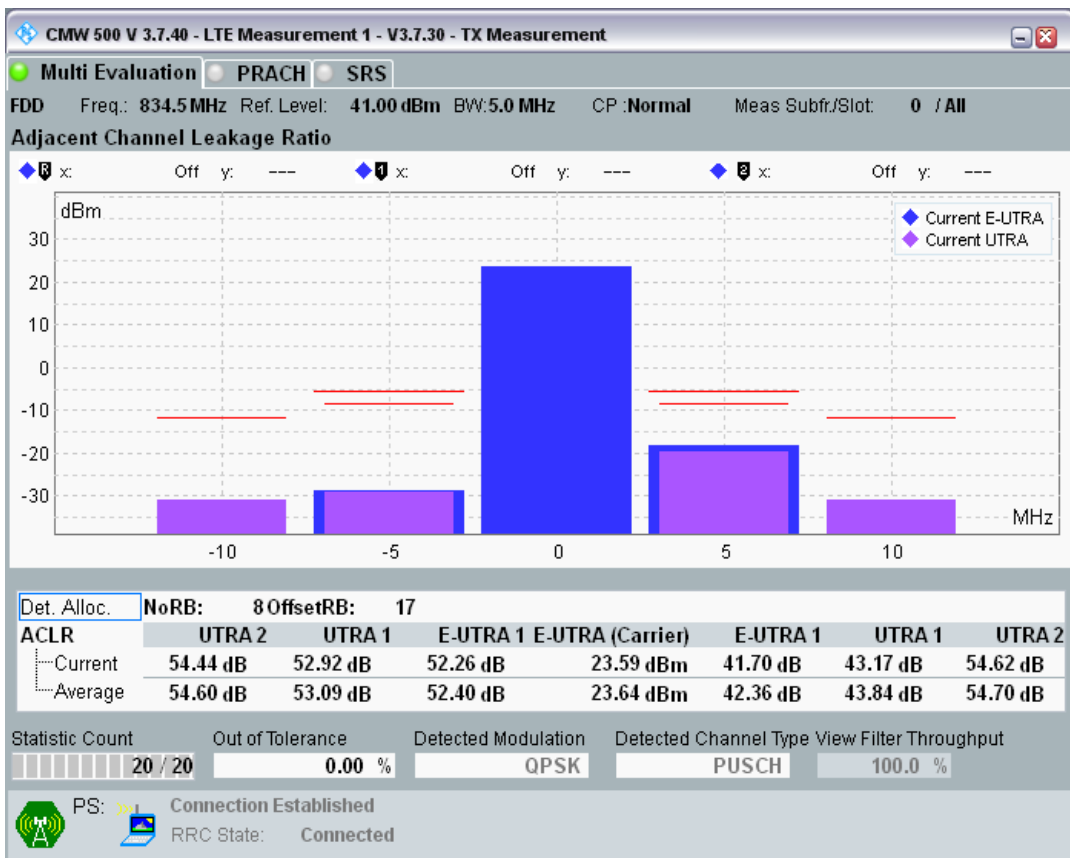 CMW 500 V 3.7.40 - LTE Measurement 1 - V3.7.30 - TX Measurement
Multi Evaluation PRACH SRS
FDD Freq.: 834.5 MHz Ref. Level: 41.00 dBm BW:5.0 MHz CP :Normal Meas Subfr./Slot: 0 / All
Adjacent Channel Leakage Ratio
R x: Off y: --- 1 x: Off y: --- 2 x: Off y: ---
dBm
Current E-UTRA
Current UTRA
30
20
10
0
-10
-20
-30
MHz
-10 -5 0 5 10
Det. Alloc. NoRB: 8 OffsetRB: 17
ACLR UTRA 2 UTRA 1 E-UTRA 1 E-UTRA (Carrier) E-UTRA 1 UTRA 1 UTRA 2
Current 54.44 dB 52.92 dB 52.26 dB 23.59 dBm 41.70 dB 43.17 dB 54.62 dB
Average 54.60 dB 53.09 dB 52.40 dB 23.64 dBm 42.36 dB 43.84 dB 54.70 dB
Statistic Count Out of Tolerance Detected Modulation Detected Channel Type View Filter Throughput
20 / 20 0.00 % QPSK PUSCH 100.0 %
PS: Connection Established
RRC State: Connected